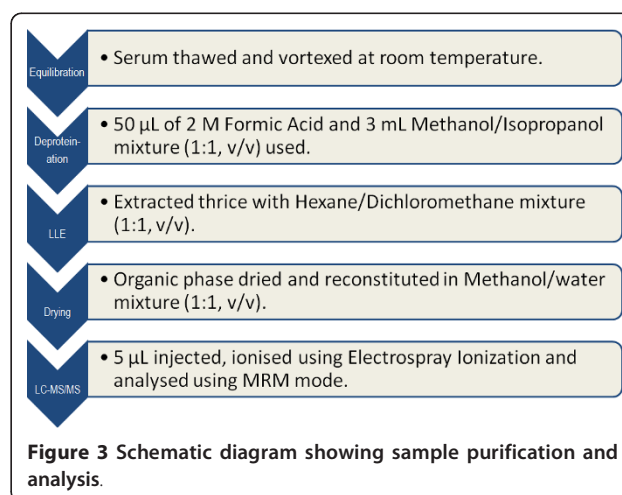 Equilibration
• Serum thawed and vortexed at room temperature.
Deprotein-
ation
• 50 µL of 2 M Formic Acid and 3 mL Methanol/Isopropanol
mixture (1:1, v/v) used.
LLE
• Extracted thrice with Hexane/Dichloromethane mixture
(1:1, v/v).
Drying
• Organic phase dried and reconstituted in Methanol/water
mixture (1:1, v/v).
LC-MS/MS
• 5 µL injected, ionised using Electrospray Ionization and
analysed using MRM mode.
Figure 3 Schematic diagram showing sample purification and
analysis.